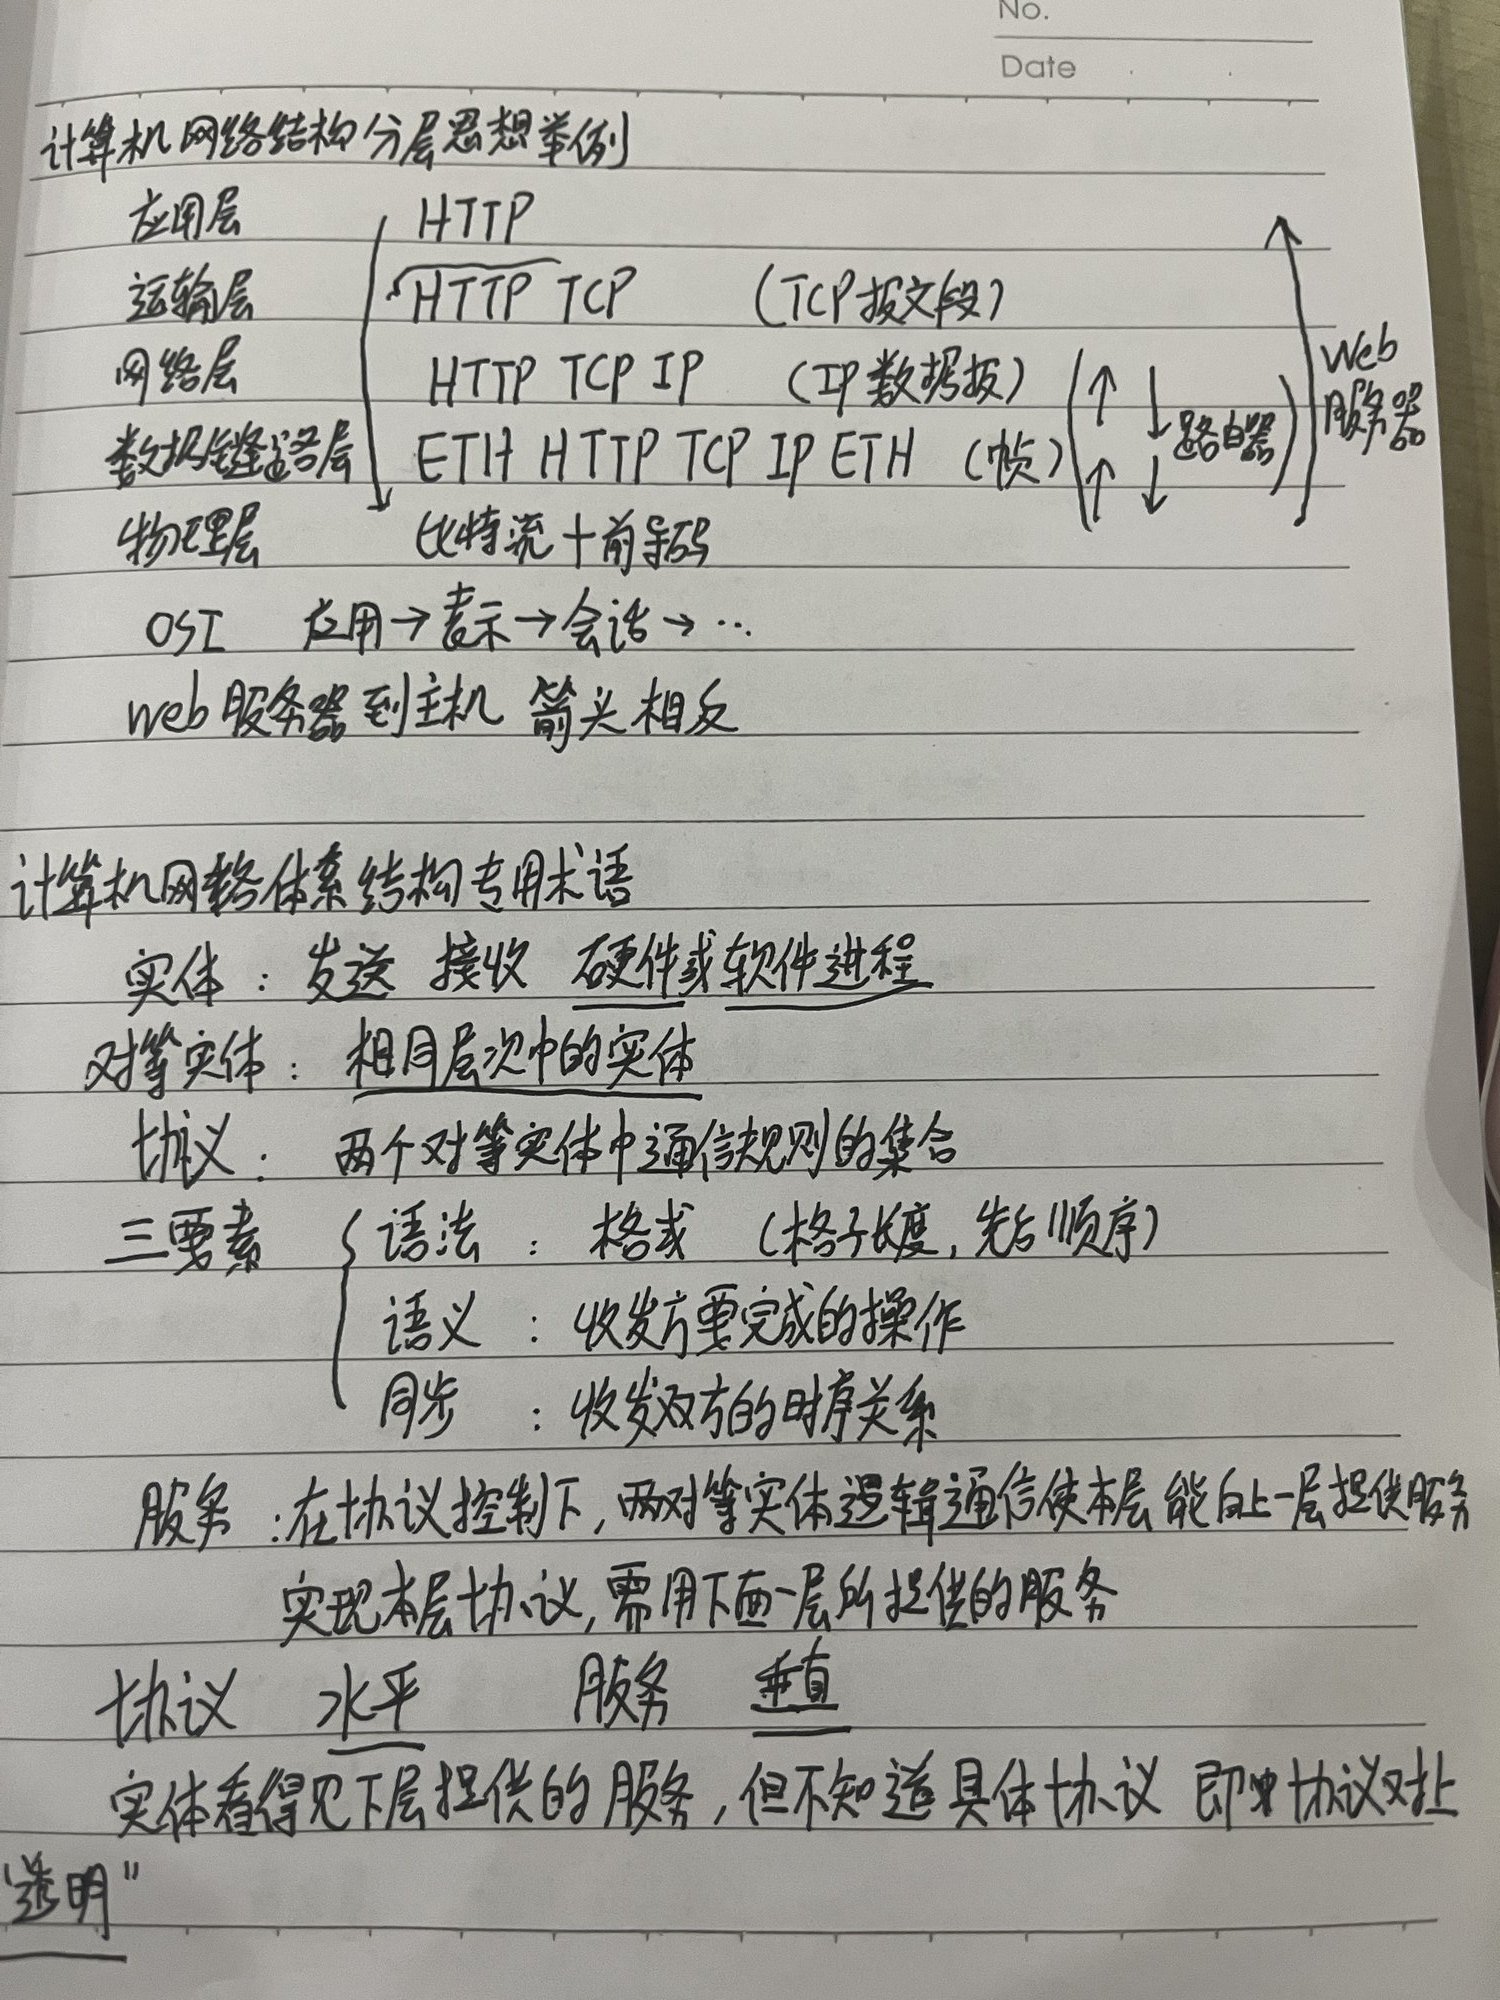 No.
Date
计算机网络结构分层思想举例
应用层 HTTP
运输层 HTTP TCP (TCP报文段)
网络层 HTTP TCP IP (IP数据报)
数据链路层 ETH HTTP TCP IP ETH (帧) 路由器 Web服务器
物理层 比特流+前导码
OSI 应用→表示→会话→…
Web服务器到主机 箭头相反
计算机网络体系结构专用术语
实体: 发送 接收 硬件或软件进程
对等实体: 相同层次中的实体
协议: 两个对等实体中通信规则的集合
三要素 { 语法: 格式 (格子长度,先后顺序)
语义: 收发方要完成的操作
同步: 收发双方的时序关系
服务:在协议控制下,两对等实体逻辑通信使本层能向上一层提供服务
实现本层协议,需用下面一层所提供的服务
协议 水平 服务 垂直
实体看得见下层提供的服务,但不知道具体协议 即 协议对上
"透明"